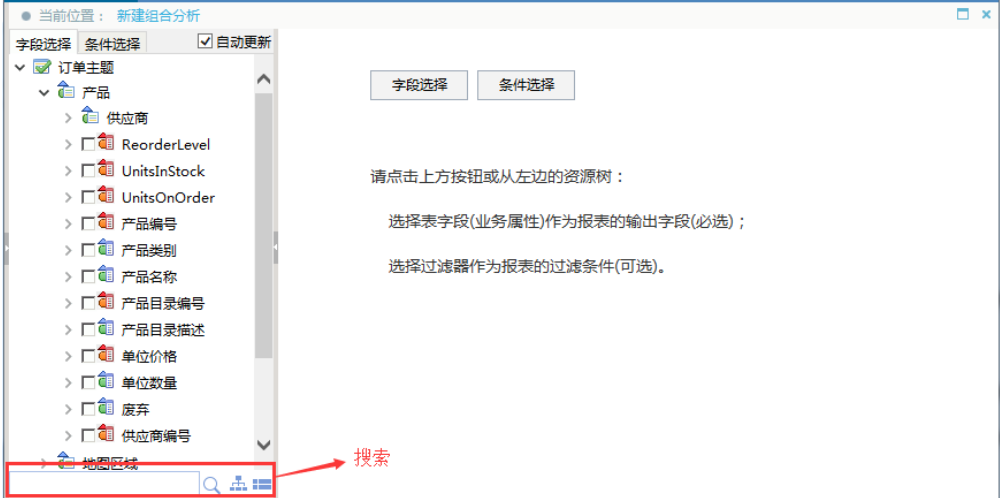 当前位置： 新建组合分析
字段选择 条件选择 自动更新
订单主题
产品
供应商
ReorderLevel
UnitsInStock
UnitsOnOrder
产品编号
产品类别
产品名称
产品目录编号
产品目录描述
单位价格
单位数量
废弃
供应商编号
地图区域
字段选择 条件选择
请点击上方按钮或从左边的资源树：
选择表字段(业务属性)作为报表的输出字段(必选)；
选择过滤器作为报表的过滤条件(可选)。
搜索